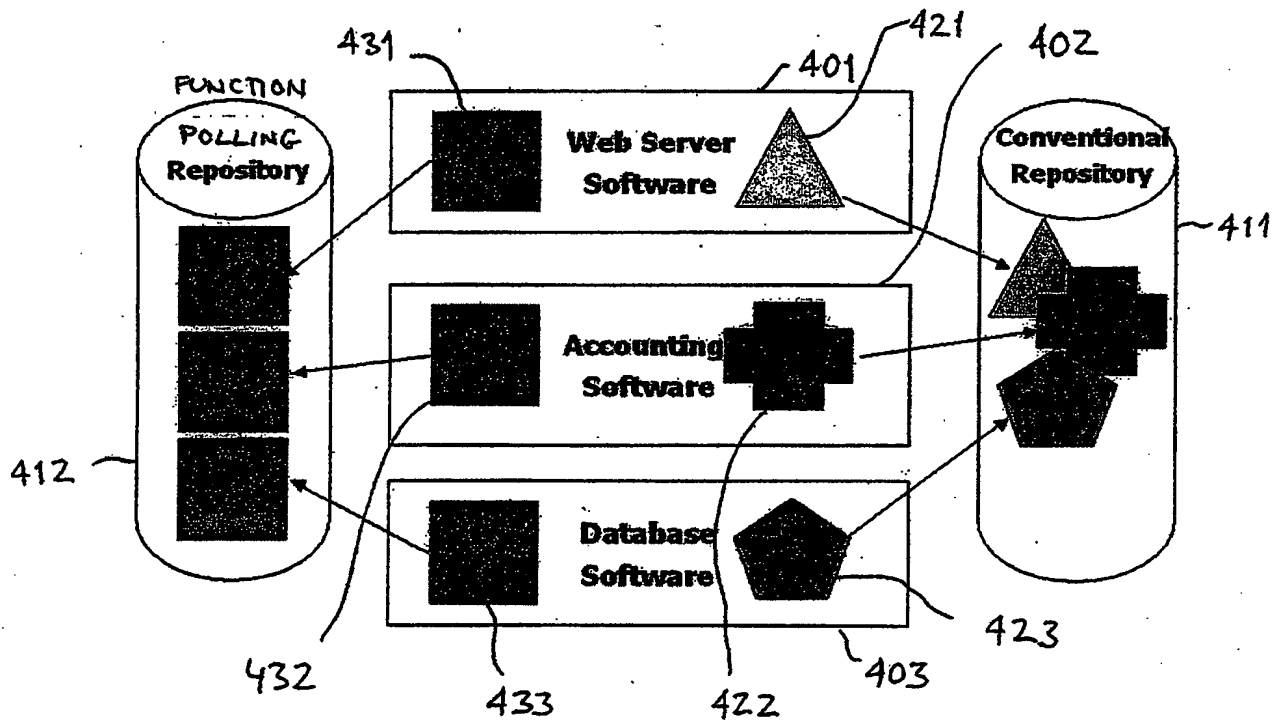 431
421
402
401
FUNCTION
POLLING
Repository
Web Server
Software
Conventional
Repository
411
Accounting
Software
412
Database
Software
432
433
422
403
423